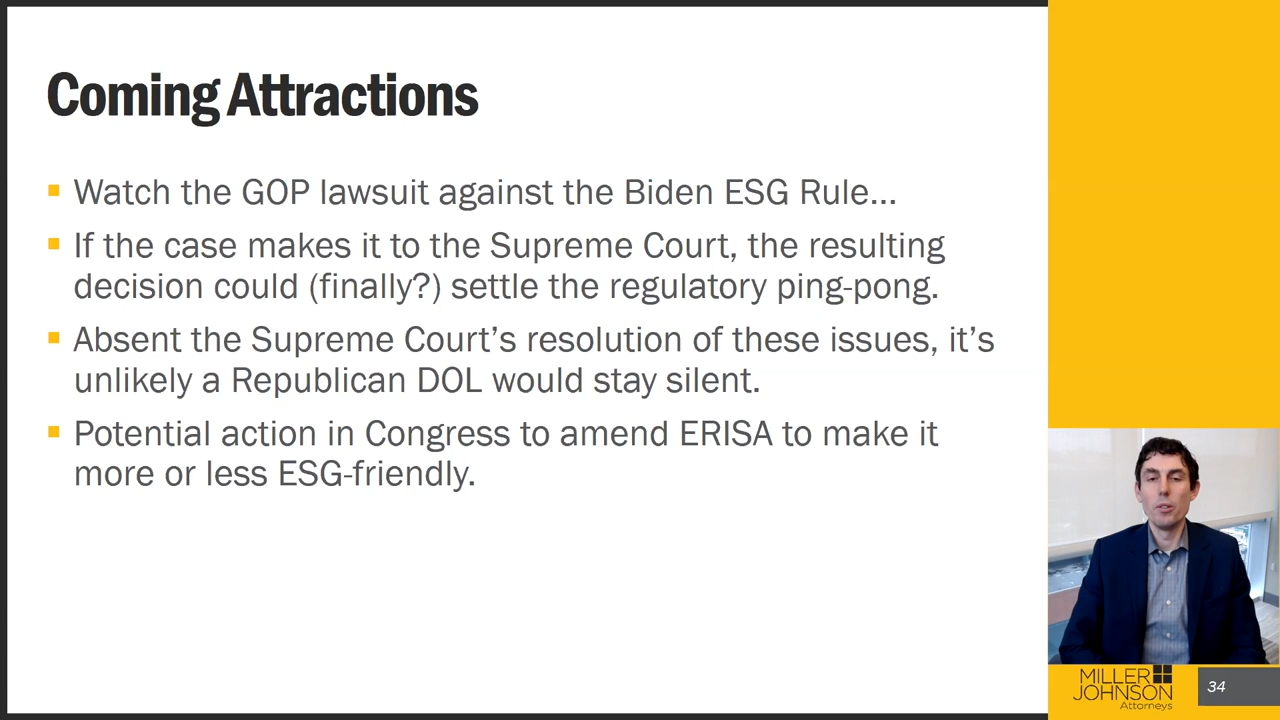 Coming Attractions
Watch the GOP lawsuit against the Biden ESG Rule...
If the case makes it to the Supreme Court, the resulting
decision could (finally?) settle the regulatory ping-pong.
Absent the Supreme Court’s resolution of these issues, it’s
unlikely a Republican DOL would stay silent.
Potential action in Congress to amend ERISA to make it
more or less ESG-friendly.
MILLER
JOHNSON
Attorneys
34